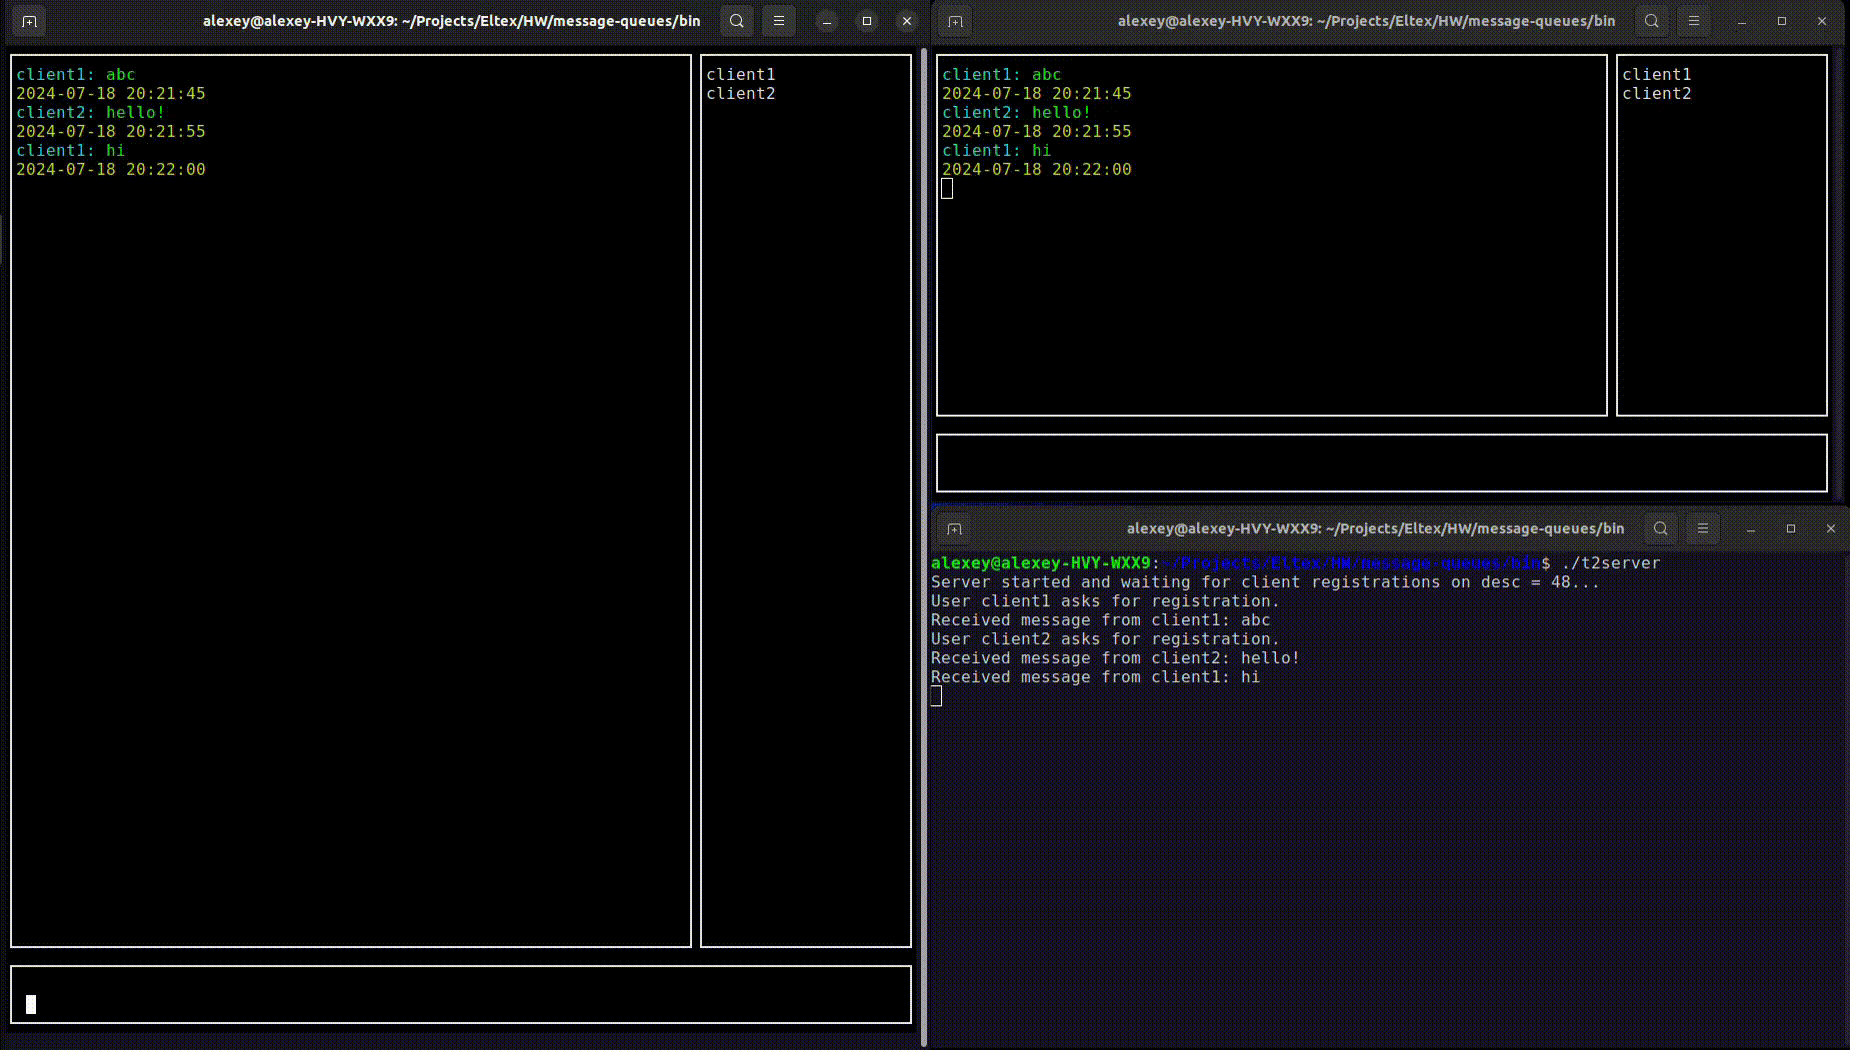 alexey@alexey-HVY-WXX9: ~/Projects/Eltex/HW/message-queues/bin
client1: abc
2024-07-18 20:21:45
client2: hello!
2024-07-18 20:21:55
client1: hi
2024-07-18 20:22:00
client1
client2
alexey@alexey-HVY-WXX9: ~/Projects/Eltex/HW/message-queues/bin
client1: abc
2024-07-18 20:21:45
client2: hello!
2024-07-18 20:21:55
client1: hi
2024-07-18 20:22:00
client1
client2
alexey@alexey-HVY-WXX9: ~/Projects/Eltex/HW/message-queues/bin
alexey@alexey-HVY-WXX9:~/Projects/Eltex/HW/message-queues/bin$ ./t2server
Server started and waiting for client registrations on desc = 48...
User client1 asks for registration.
Received message from client1: abc
User client2 asks for registration.
Received message from client2: hello!
Received message from client1: hi